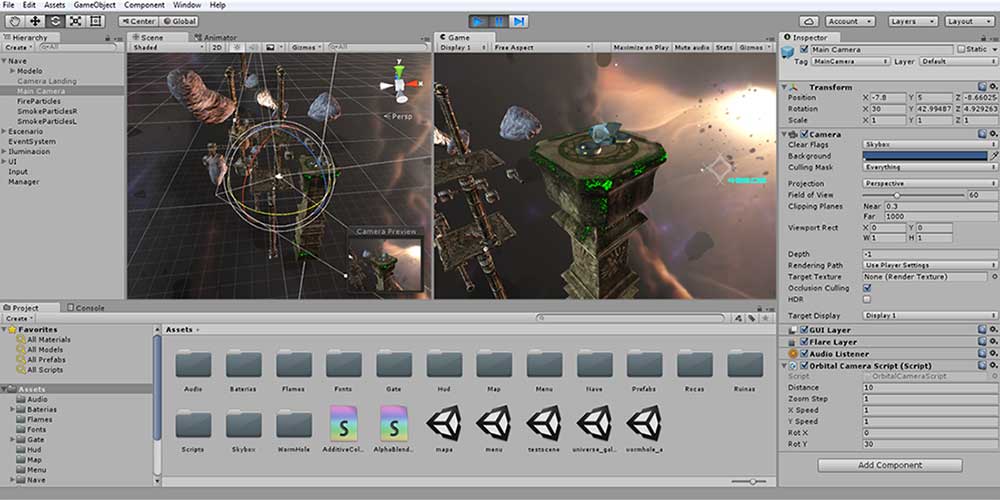 File Edit Assets GameObject Component Window Help
Center Global
Account Layers Layout
Hierarchy
Create All
Nave
Modelo
Camera Landing
Main Camera
FireParticles
SmokeParticlesR
SmokeParticlesL
Escenario
EventSystem
Iluminacion
UI
Input
Manager
Scene Animator
Shaded 2D Gizmos All
y
x
Persp
Camera Preview
Game
Display 1 Free Aspect Maximize on Play Mute audio Stats Gizmos
Inspector
Main Camera Static
Tag MainCamera Layer Default
Transform
Position X -7.8 Y 5 Z -8.66025
Rotation X 30 Y 42.99487 Z 4.929263
Scale X 1 Y 1 Z 1
Camera
Clear Flags Skybox
Background
Culling Mask Everything
Projection Perspective
Field of View 60
Clipping Planes Near 0.3
Far 1000
Viewport Rect X 0 Y 0
W 1 H 1
Depth -1
Rendering Path Use Player Settings
Target Texture None (Render Texture)
Occlusion Culling
HDR
Target Display Display 1
GUI Layer
Flare Layer
Audio Listener
Orbital Camera Script (Script)
Script OrbitalCameraScript
Distance 10
Zoom Step 1
X Speed 1
Y Speed 1
Rot X 0
Rot Y 30
Add Component
Project Console
Create
Favorites
All Materials
All Models
All Prefabs
All Scripts
Assets
Audio
Baterias
Flames
Fonts
Gate
Hud
Map
Menu
Nave
Assets
Audio Baterias Flames Fonts Gate Hud Map Menu Nave Prefabs Rocas Ruinas
S S
Scripts Skybox WarmHole AdditiveCol... AlphaBlend... mapa menu testscene universe_gal... wormhole_a